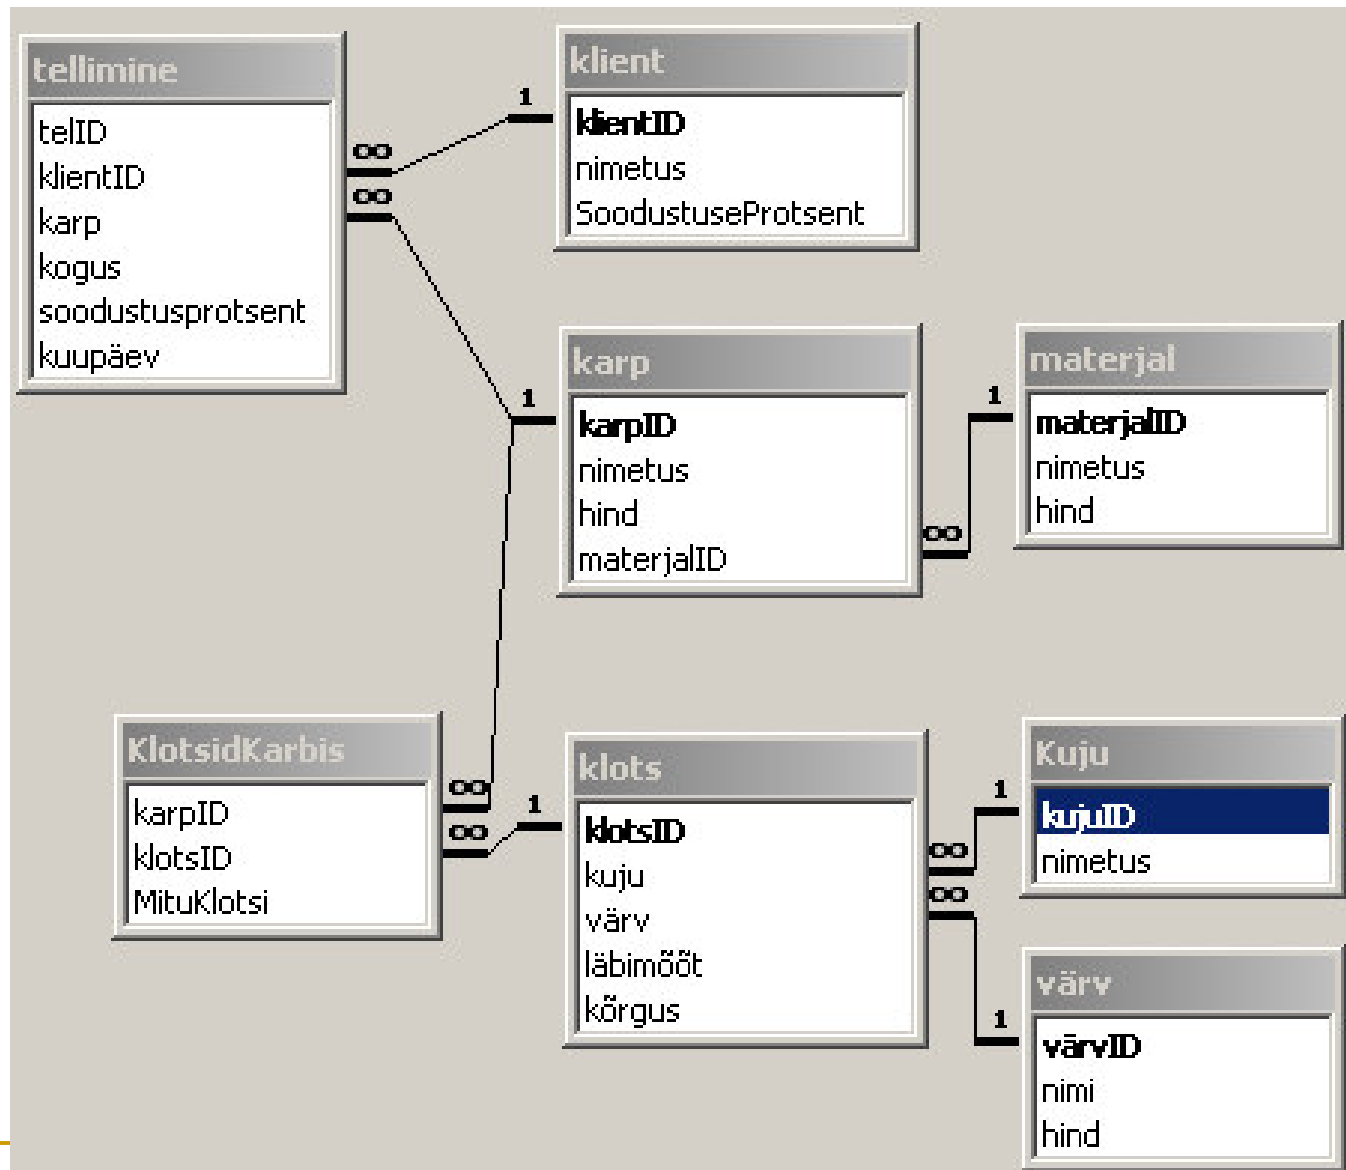 tellimine
telID
klientID
karp
kogus
soodustusprotsent
kuupäev
klient
klientID
nimetus
SoodustuseProtsent
karp
karpID
nimetus
hind
materjalID
materjal
materjalID
nimetus
hind
KlotsidKarbis
karpID
klotsID
MituKlotsi
klots
klotsID
kuju
värv
läbimõõt
kõrgus
Kuju
kujuID
nimetus
värv
värvID
nimi
hind
1
∞
∞
1
1
∞
∞
∞
1
1
∞
∞
1